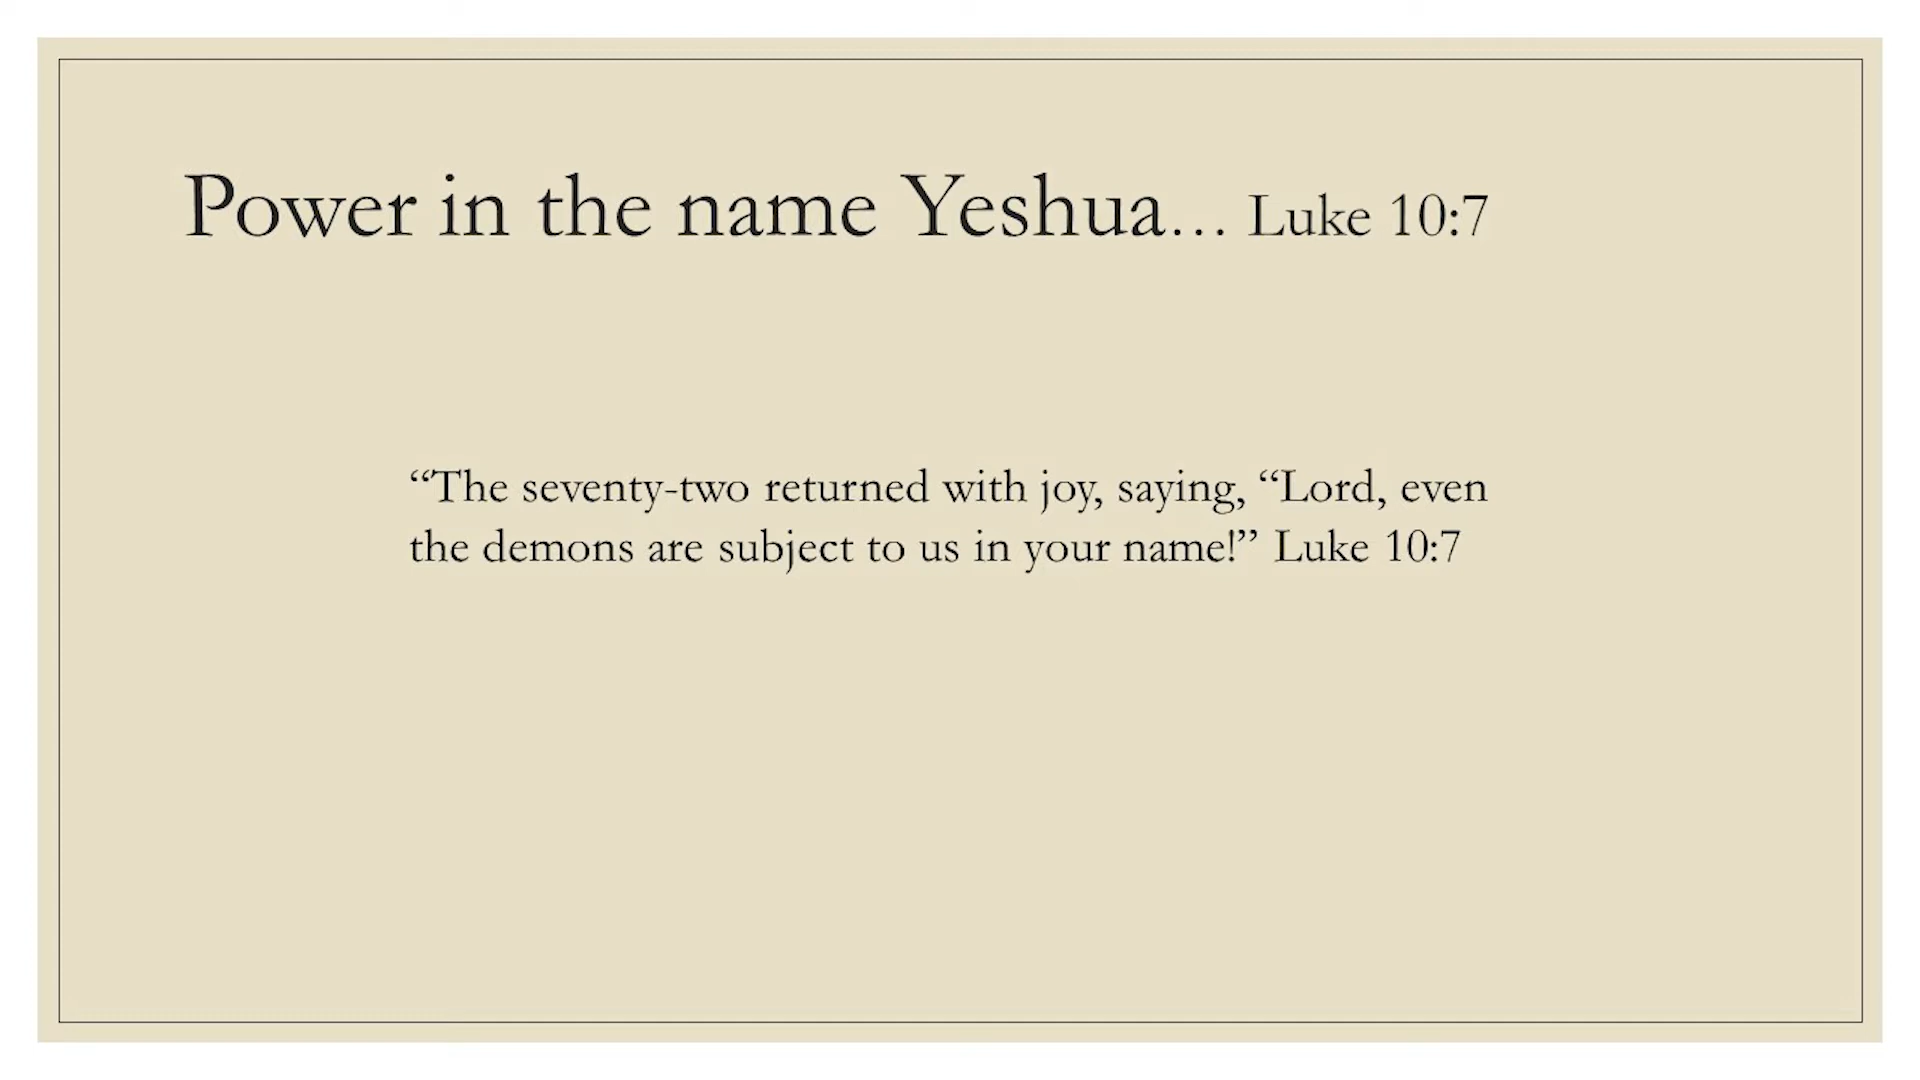 Power in the name Yeshua… Luke 10:7
“The seventy-two returned with joy, saying, “Lord, even
the demons are subject to us in your name!” Luke 10:7